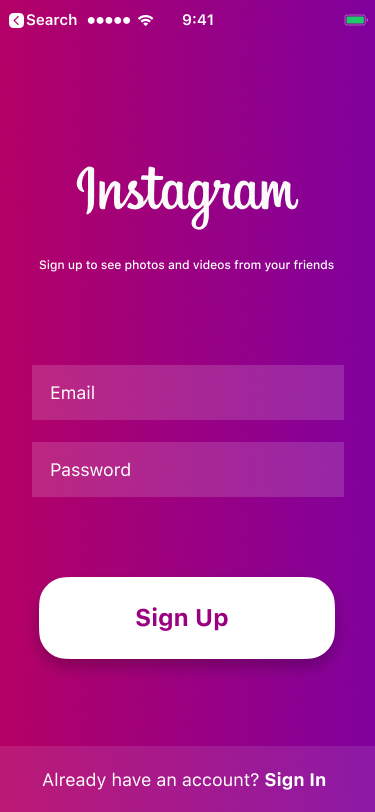 Search 9:41
Instagram
Sign up to see photos and videos from your friends
Email
Password
Sign Up
Already have an account? Sign In